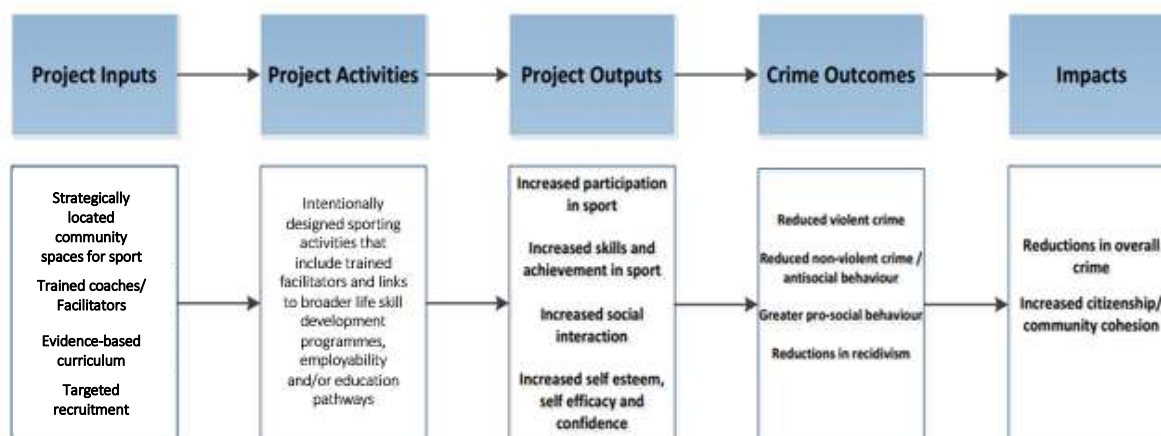 Project Inputs
Project Activities
Project Outputs
Crime Outcomes
Impacts
Strategically
located
community
spaces for sport
Trained coaches/
Facilitators
Evidence-based
curriculum
Targeted
recruitment
Intentionally
designed sporting
activities that
include trained
facilitators and links
to broader life skill
development
programmes,
employability
and/or education
pathways
Increased participation
in sport
Increased skills and
achievement in sport
Increased social
interaction
Increased self esteem,
self efficacy and
confidence
Reduced violent crime
Reduced non-violent crime /
antisocial behaviour
Greater pro-social behaviour
Reductions in recidivism
Reductions in overall
crime
Increased citizenship/
community cohesion